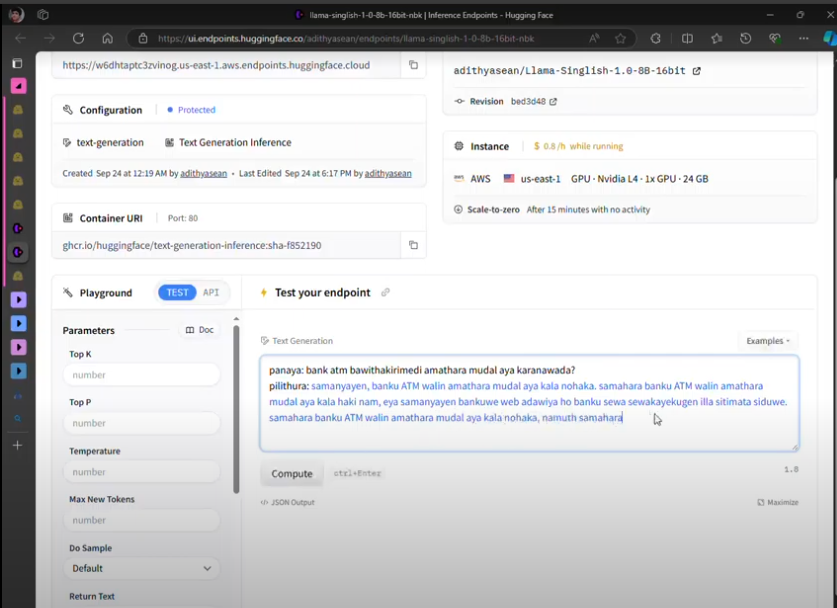 llama-singlish-1-0-8b-16bit-nbk | Inference Endpoints - Hugging Face
https://ui.endpoints.huggingface.co/adithyasean/endpoints/llama-singlish-1-0-8b-16bit-nbk
https://w6dhtaptc3zvinog.us-east-1.aws.endpoints.huggingface.cloud
adithyasean/Llama-Singlish-1.0-8B-16bit
Revision bed3d48
Configuration Protected
text-generation Text Generation Inference
Created Sep 24 at 12:19 AM by adithyasean • Last Edited Sep 24 at 6:17 PM by adithyasean
Instance $ 0.8 /h while running
aws AWS us-east-1 GPU · Nvidia L4 · 1x GPU · 24 GB
Scale-to-zero After 15 minutes with no activity
Container URI Port: 80
ghcr.io/huggingface/text-generation-inference:sha-f852190
Playground TEST API
Parameters Doc
Top K
number
Top P
number
Temperature
number
Max New Tokens
number
Do Sample
Default
Return Text
Test your endpoint
Text Generation Examples
panaya: bank atm bawithakirimedi amathara mudal aya karanawada?
pilithura: samanyayen, banku ATM walin amathara mudal aya kala nohaka. samahara banku ATM walin amathara
mudal aya kala haki nam, eya samanyayen bankuwe web adawiya ho banku sewa sewakayekugen illa sitimata siduwe.
samahara banku ATM walin amathara mudal aya kala nohaka, namuth samahara
Compute ctrl+Enter 1.0
</> JSON Output Maximize